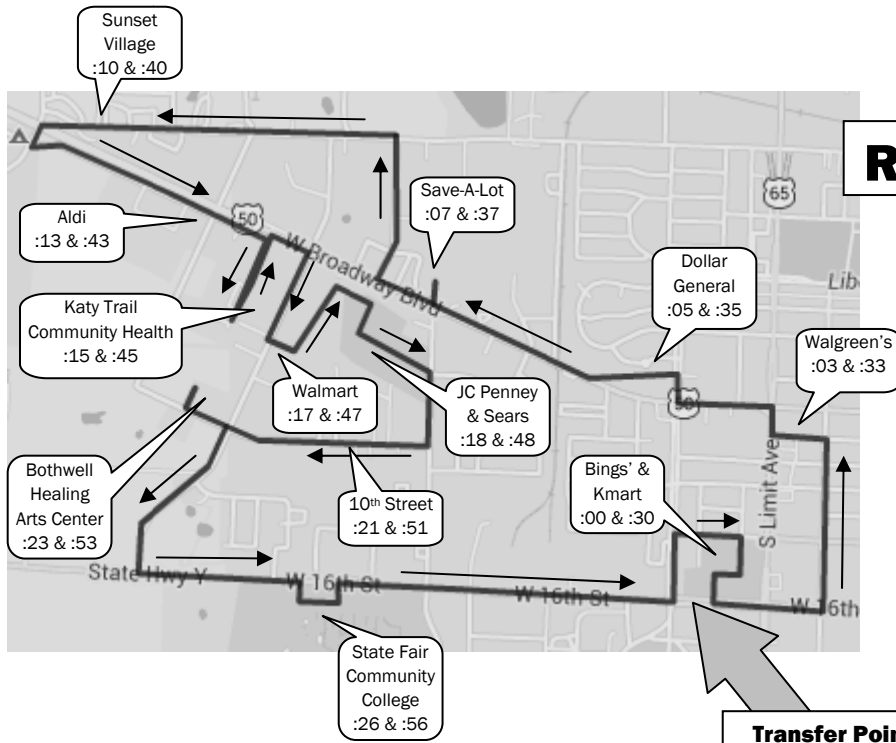 Sunset
Village
:10 & :40
R
65
Save-A-Lot
:07 & :37
Aldi
:13 & :43
50
W Broadway Blvd
Dollar
General
:05 & :35
Lib
Katy Trail
Community Health
:15 & :45
Walgreen's
:03 & :33
Walmart
:17 & :47
JC Penney
& Sears
:18 & :48
50
S Limit Ave
Bothwell
Healing
Arts Center
:23 & :53
10th Street
:21 & :51
Bings' &
Kmart
:00 & :30
State Hwy Y
W 16th St
W 16th St
W 16th
State Fair
Community
College
:26 & :56
Transfer Poi